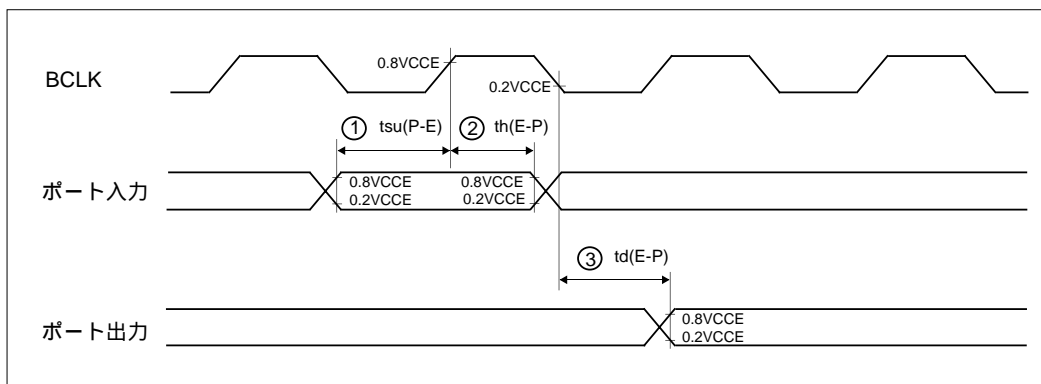 BCLK
0.8VCCE
0.2VCCE
① tsu(P-E)
② th(E-P)
ポート入力
0.8VCCE
0.8VCCE
0.2VCCE
0.2VCCE
③ td(E-P)
ポート出力
0.8VCCE
0.2VCCE